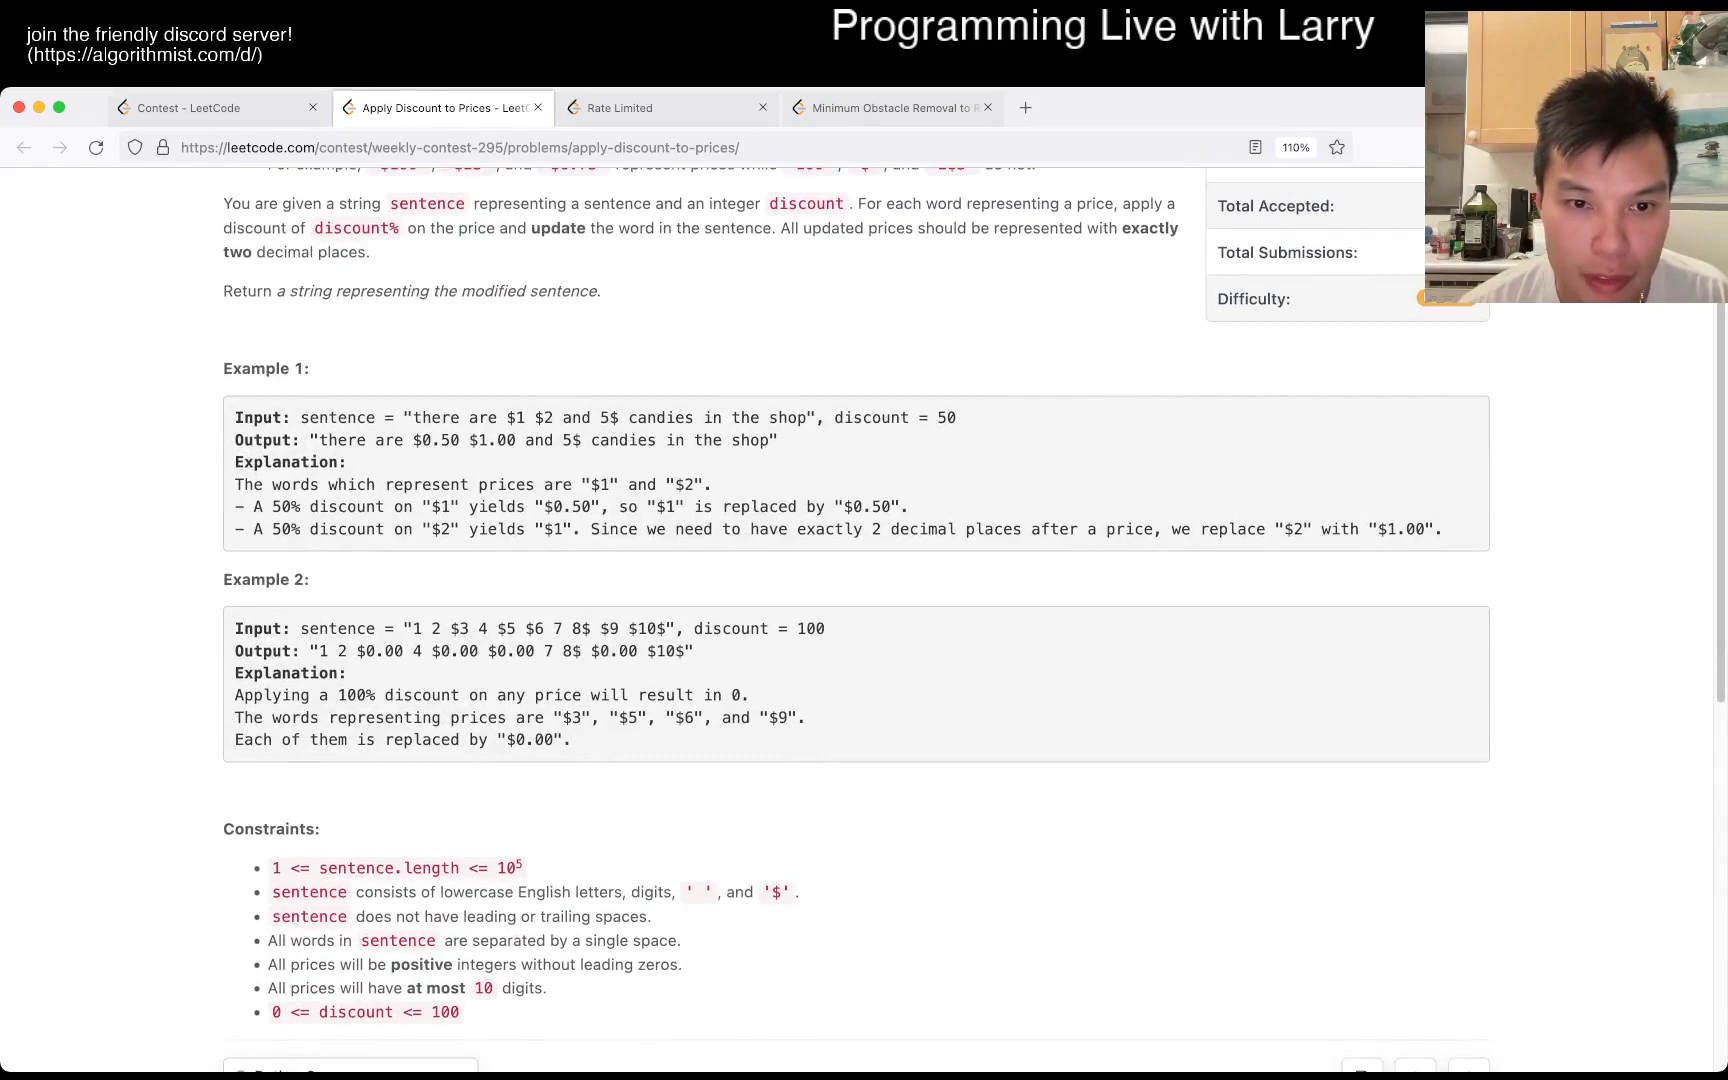 join the friendly discord server!
(https://algorithmist.com/d/)
Programming Live with Larry
Contest - LeetCode
Apply Discount to Prices - LeetC
Rate Limited
Minimum Obstacle Removal to R
https://leetcode.com/contest/weekly-contest-295/problems/apply-discount-to-prices/
110%
You are given a string sentence representing a sentence and an integer discount. For each word representing a price, apply a
discount of discount% on the price and update the word in the sentence. All updated prices should be represented with exactly
two decimal places.
Return a string representing the modified sentence.
Total Accepted:
Total Submissions:
Difficulty:
Example 1:
Input: sentence = "there are $1 $2 and 5$ candies in the shop", discount = 50
Output: "there are $0.50 $1.00 and 5$ candies in the shop"
Explanation:
The words which represent prices are "$1" and "$2".
- A 50% discount on "$1" yields "$0.50", so "$1" is replaced by "$0.50".
- A 50% discount on "$2" yields "$1". Since we need to have exactly 2 decimal places after a price, we replace "$2" with "$1.00".
Example 2:
Input: sentence = "1 2 $3 4 $5 $6 7 8$ $9 $10$", discount = 100
Output: "1 2 $0.00 4 $0.00 $0.00 7 8$ $0.00 $10$"
Explanation:
Applying a 100% discount on any price will result in 0.
The words representing prices are "$3", "$5", "$6", and "$9".
Each of them is replaced by "$0.00".
Constraints:
• 1 <= sentence.length <= 10⁵
• sentence consists of lowercase English letters, digits, ' ', and '$'.
• sentence does not have leading or trailing spaces.
• All words in sentence are separated by a single space.
• All prices will be positive integers without leading zeros.
• All prices will have at most 10 digits.
• 0 <= discount <= 100